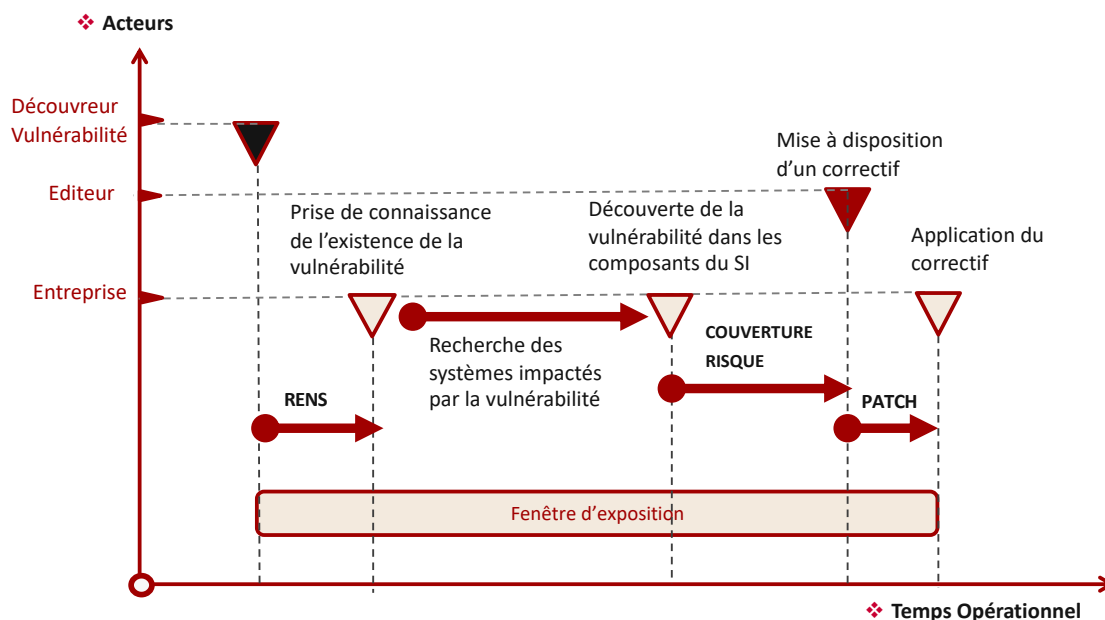 ❖ Acteurs
Découvreur
Vulnérabilité
Editeur
Entreprise
Prise de connaissance
de l’existence de la
vulnérabilité
Découverte de la
vulnérabilité dans les
composants du SI
Mise à disposition
d’un correctif
Application du
correctif
Recherche des
systèmes impactés
par la vulnérabilité
COUVERTURE
RISQUE
RENS
PATCH
Fenêtre d’exposition
❖ Temps Opérationnel